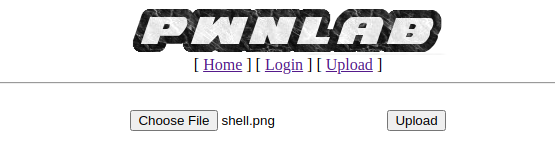 PWNLAB
[ Home ] [ Login ] [ Upload ]
Choose File shell.png Upload